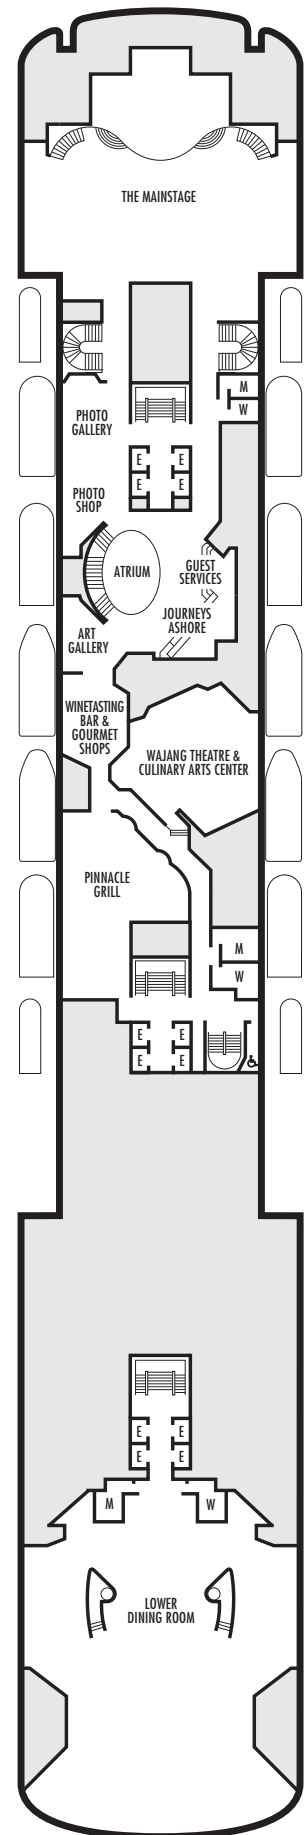 THE MAINSTAGE
M
W
PHOTO
GALLERY
E E
E E
PHOTO
SHOP
ATRIUM
GUEST
SERVICES
JOURNEYS
ASHORE
ART
GALLERY
WINETASTING
BAR &
GOURMET
SHOPS
WAJANG THEATRE &
CULINARY ARTS CENTER
PINNACLE
GRILL
M
W
E E
E E
E E
E E
M W
LOWER
DINING ROOM